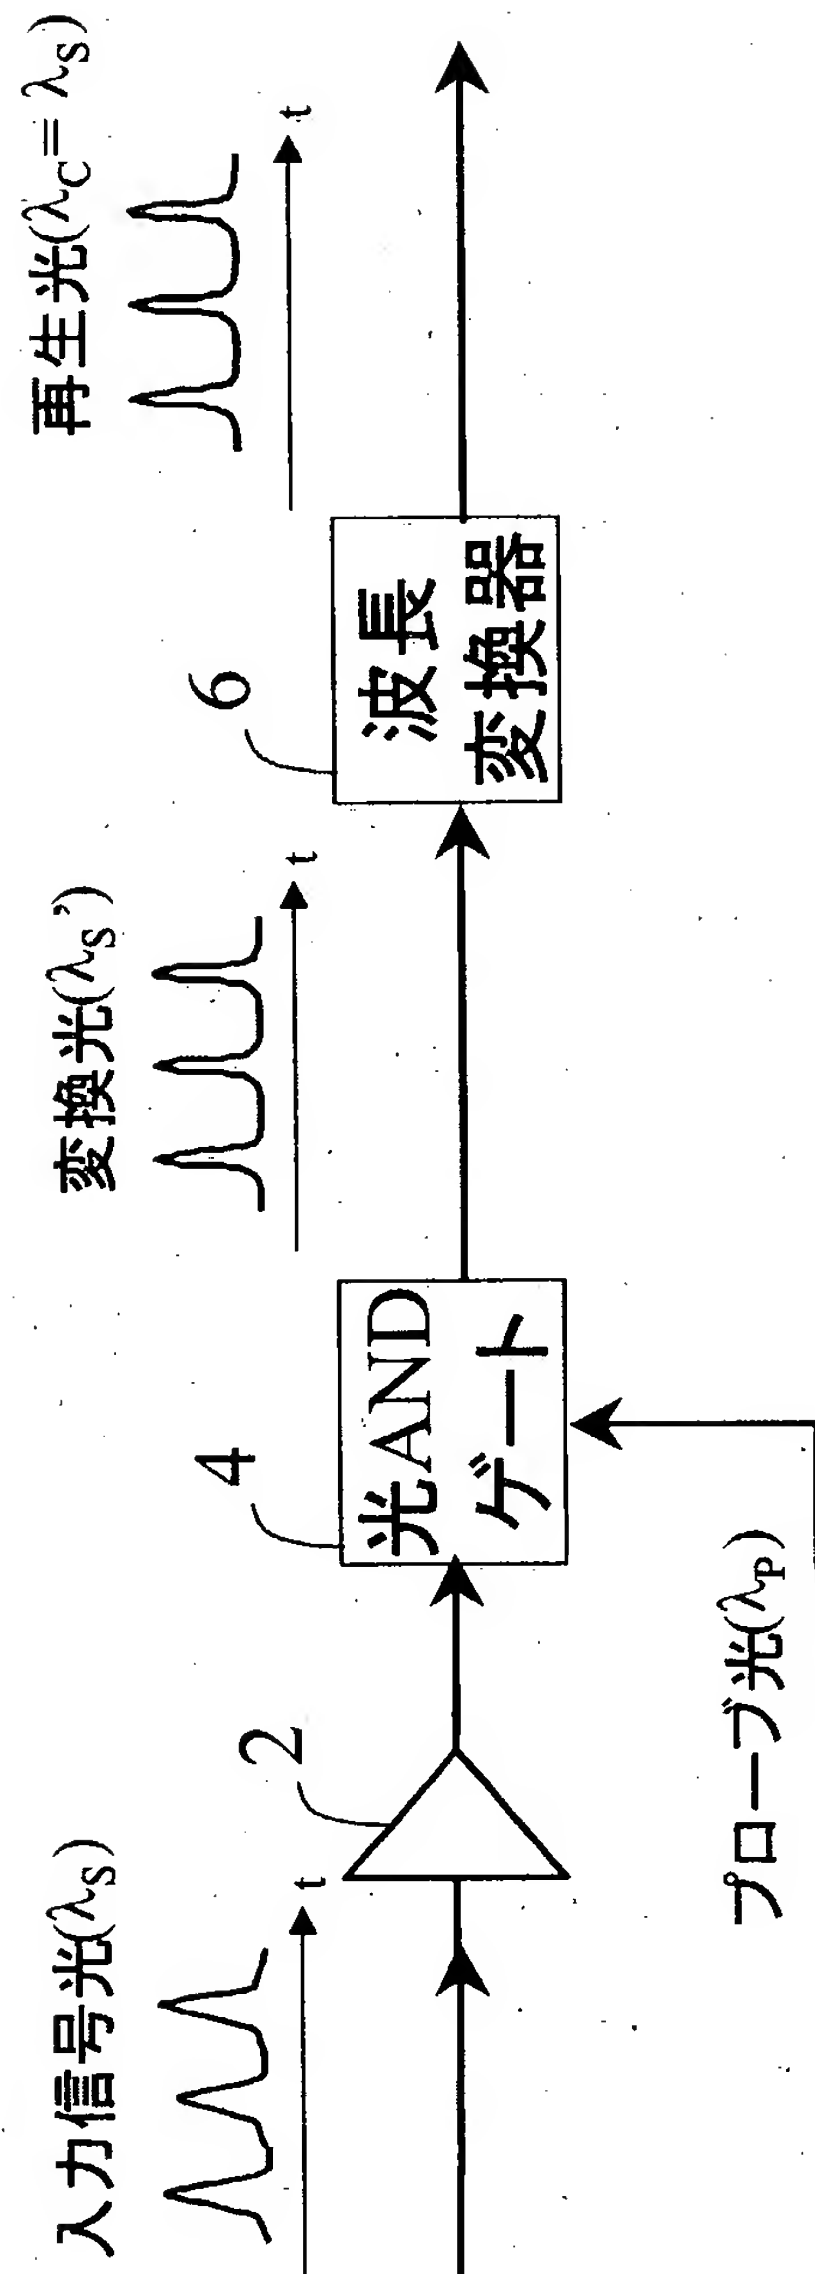 入力信号光(λS)
t
2
プローブ光(λP)
4
光AND
ゲート
変換光(λS’)
t
6
波長
変換器
再生光(λC=λS)
t